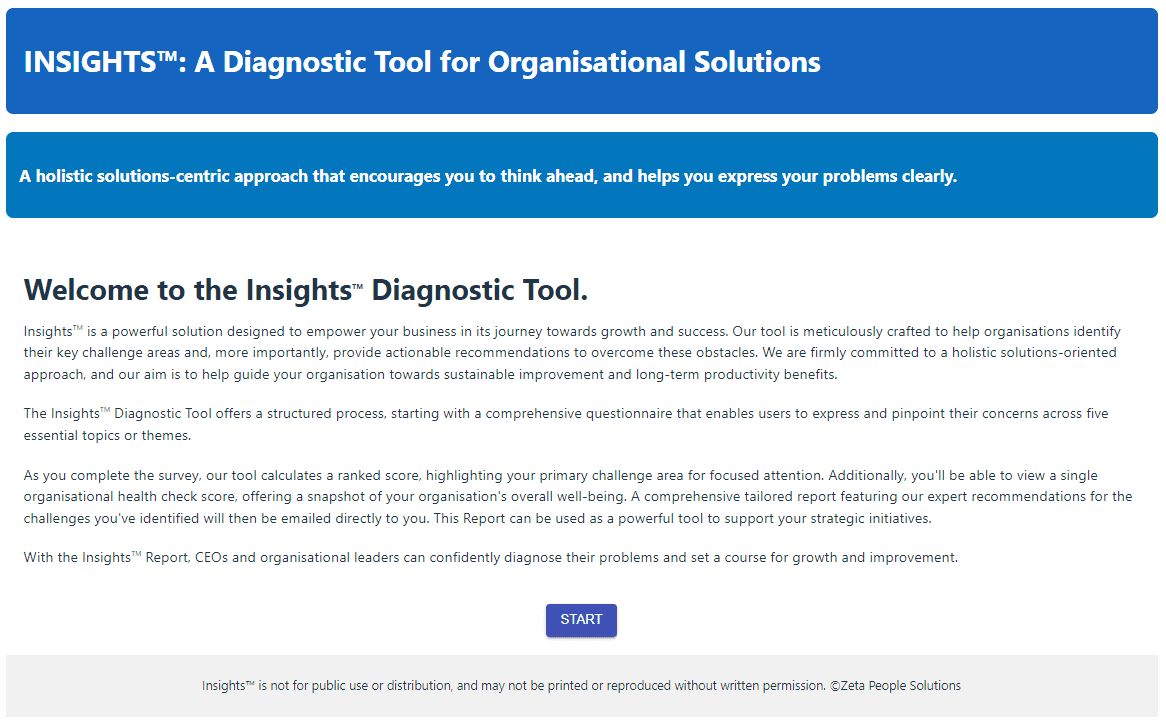 INSIGHTS™: A Diagnostic Tool for Organisational Solutions
A holistic solutions-centric approach that encourages you to think ahead, and helps you express your problems clearly.
Welcome to the Insights™ Diagnostic Tool.
Insights™ is a powerful solution designed to empower your business in its journey towards growth and success. Our tool is meticulously crafted to help organisations identify
their key challenge areas and, more importantly, provide actionable recommendations to overcome these obstacles. We are firmly committed to a holistic solutions-oriented
approach, and our aim is to help guide your organisation towards sustainable improvement and long-term productivity benefits.
The Insights™ Diagnostic Tool offers a structured process, starting with a comprehensive questionnaire that enables users to express and pinpoint their concerns across five
essential topics or themes.
As you complete the survey, our tool calculates a ranked score, highlighting your primary challenge area for focused attention. Additionally, you'll be able to view a single
organisational health check score, offering a snapshot of your organisation's overall well-being. A comprehensive tailored report featuring our expert recommendations for the
challenges you've identified will then be emailed directly to you. This Report can be used as a powerful tool to support your strategic initiatives.
With the Insights™ Report, CEOs and organisational leaders can confidently diagnose their problems and set a course for growth and improvement.
START
Insights™ is not for public use or distribution, and may not be printed or reproduced without written permission. ©Zeta People Solutions